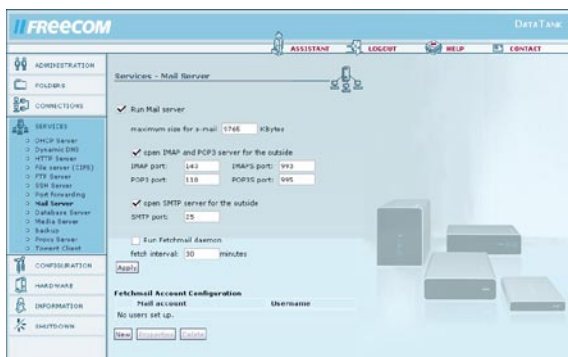 FREECOM
DATATANK
ASSISTANT LOGOUT HELP CONTACT
ADMINISTRATION
FOLDERS
CONNECTIONS
SERVICES
DHCP Server
Dynamic DNS
HTTP Server
File server (CIFS)
FTP Server
SSH Server
Port Forwarding
Mail Server
Database Server
Media Server
Backup
Proxy Server
Torrent Client
CONFIGURATION
HARDWARE
INFORMATION
SHUTDOWN
Services - Mail Server
Run Mail server
maximum size for e-mail 9765 KBytes
open IMAP and POP3 server for the outside
IMAP port: 143 IMAPS port: 993
POP3 port: 110 POP3S port: 995
open SMTP server for the outside
SMTP port: 25
Run Fetchmail daemon
fetch interval: 30 minutes
Apply
Fetchmail Account Configuration
Mail account Username
No users set up.
New Properties Delete